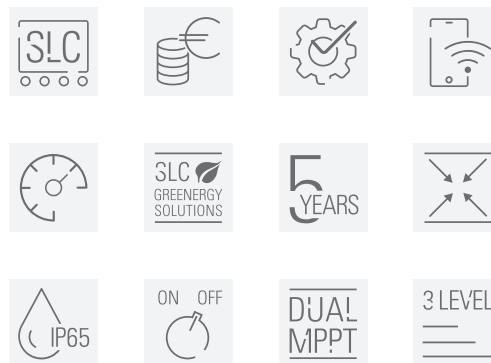 SLC
SLC
GREENERGY
SOLUTIONS
5
YEARS
IP65
ON OFF
DUAL
MPPT
3 LEVEL